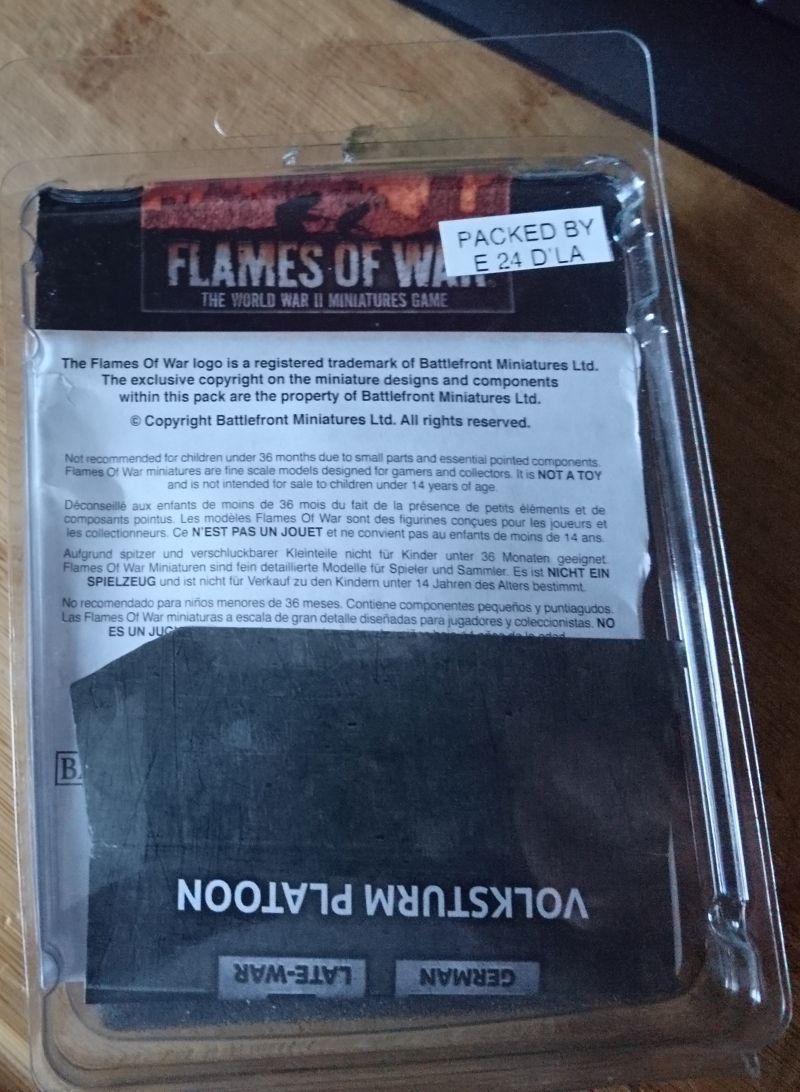 FLAMES OF WAR
THE WORLD WAR II MINIATURES GAME
PACKED BY
E 24 D'LA
The Flames Of War logo is a registered trademark of Battlefront Miniatures Ltd.
The exclusive copyright on the miniature designs and components
within this pack are the property of Battlefront Miniatures Ltd.
© Copyright Battlefront Miniatures Ltd. All rights reserved.
Not recommended for children under 36 months due to small parts and essential pointed components.
Flames Of War miniatures are fine scale models designed for gamers and collectors. It is NOT A TOY
and is not intended for sale to children under 14 years of age.
Déconseillé aux enfants de moins de 36 mois du fait de la présence de petits éléments et de
composants pointus. Les modèles Flames Of War sont des figurines conçues pour les joueurs et
les collectionneurs. Ce N'EST PAS UN JOUET et ne convient pas au enfants de moins de 14 ans.
Aufgrund spitzer und verschluckbarer Kleinteile nicht für Kinder unter 36 Monaten geeignet.
Flames Of War Miniaturen sind fein detaillierte Modelle für Spieler und Sammler. Es ist NICHT EIN
SPIELZEUG und ist nicht für Verkauf zu den Kindern unter 14 Jahren des Alters bestimmt.
No recomendado para niños menores de 36 meses. Contiene componentes pequeños y puntiagudos.
Las Flames Of War miniaturas a escala de gran detalle diseñadas para jugadores y coleccionistas. NO
ES UN
VOLKSTURM PLATOON
GERMAN
LATE-WAR